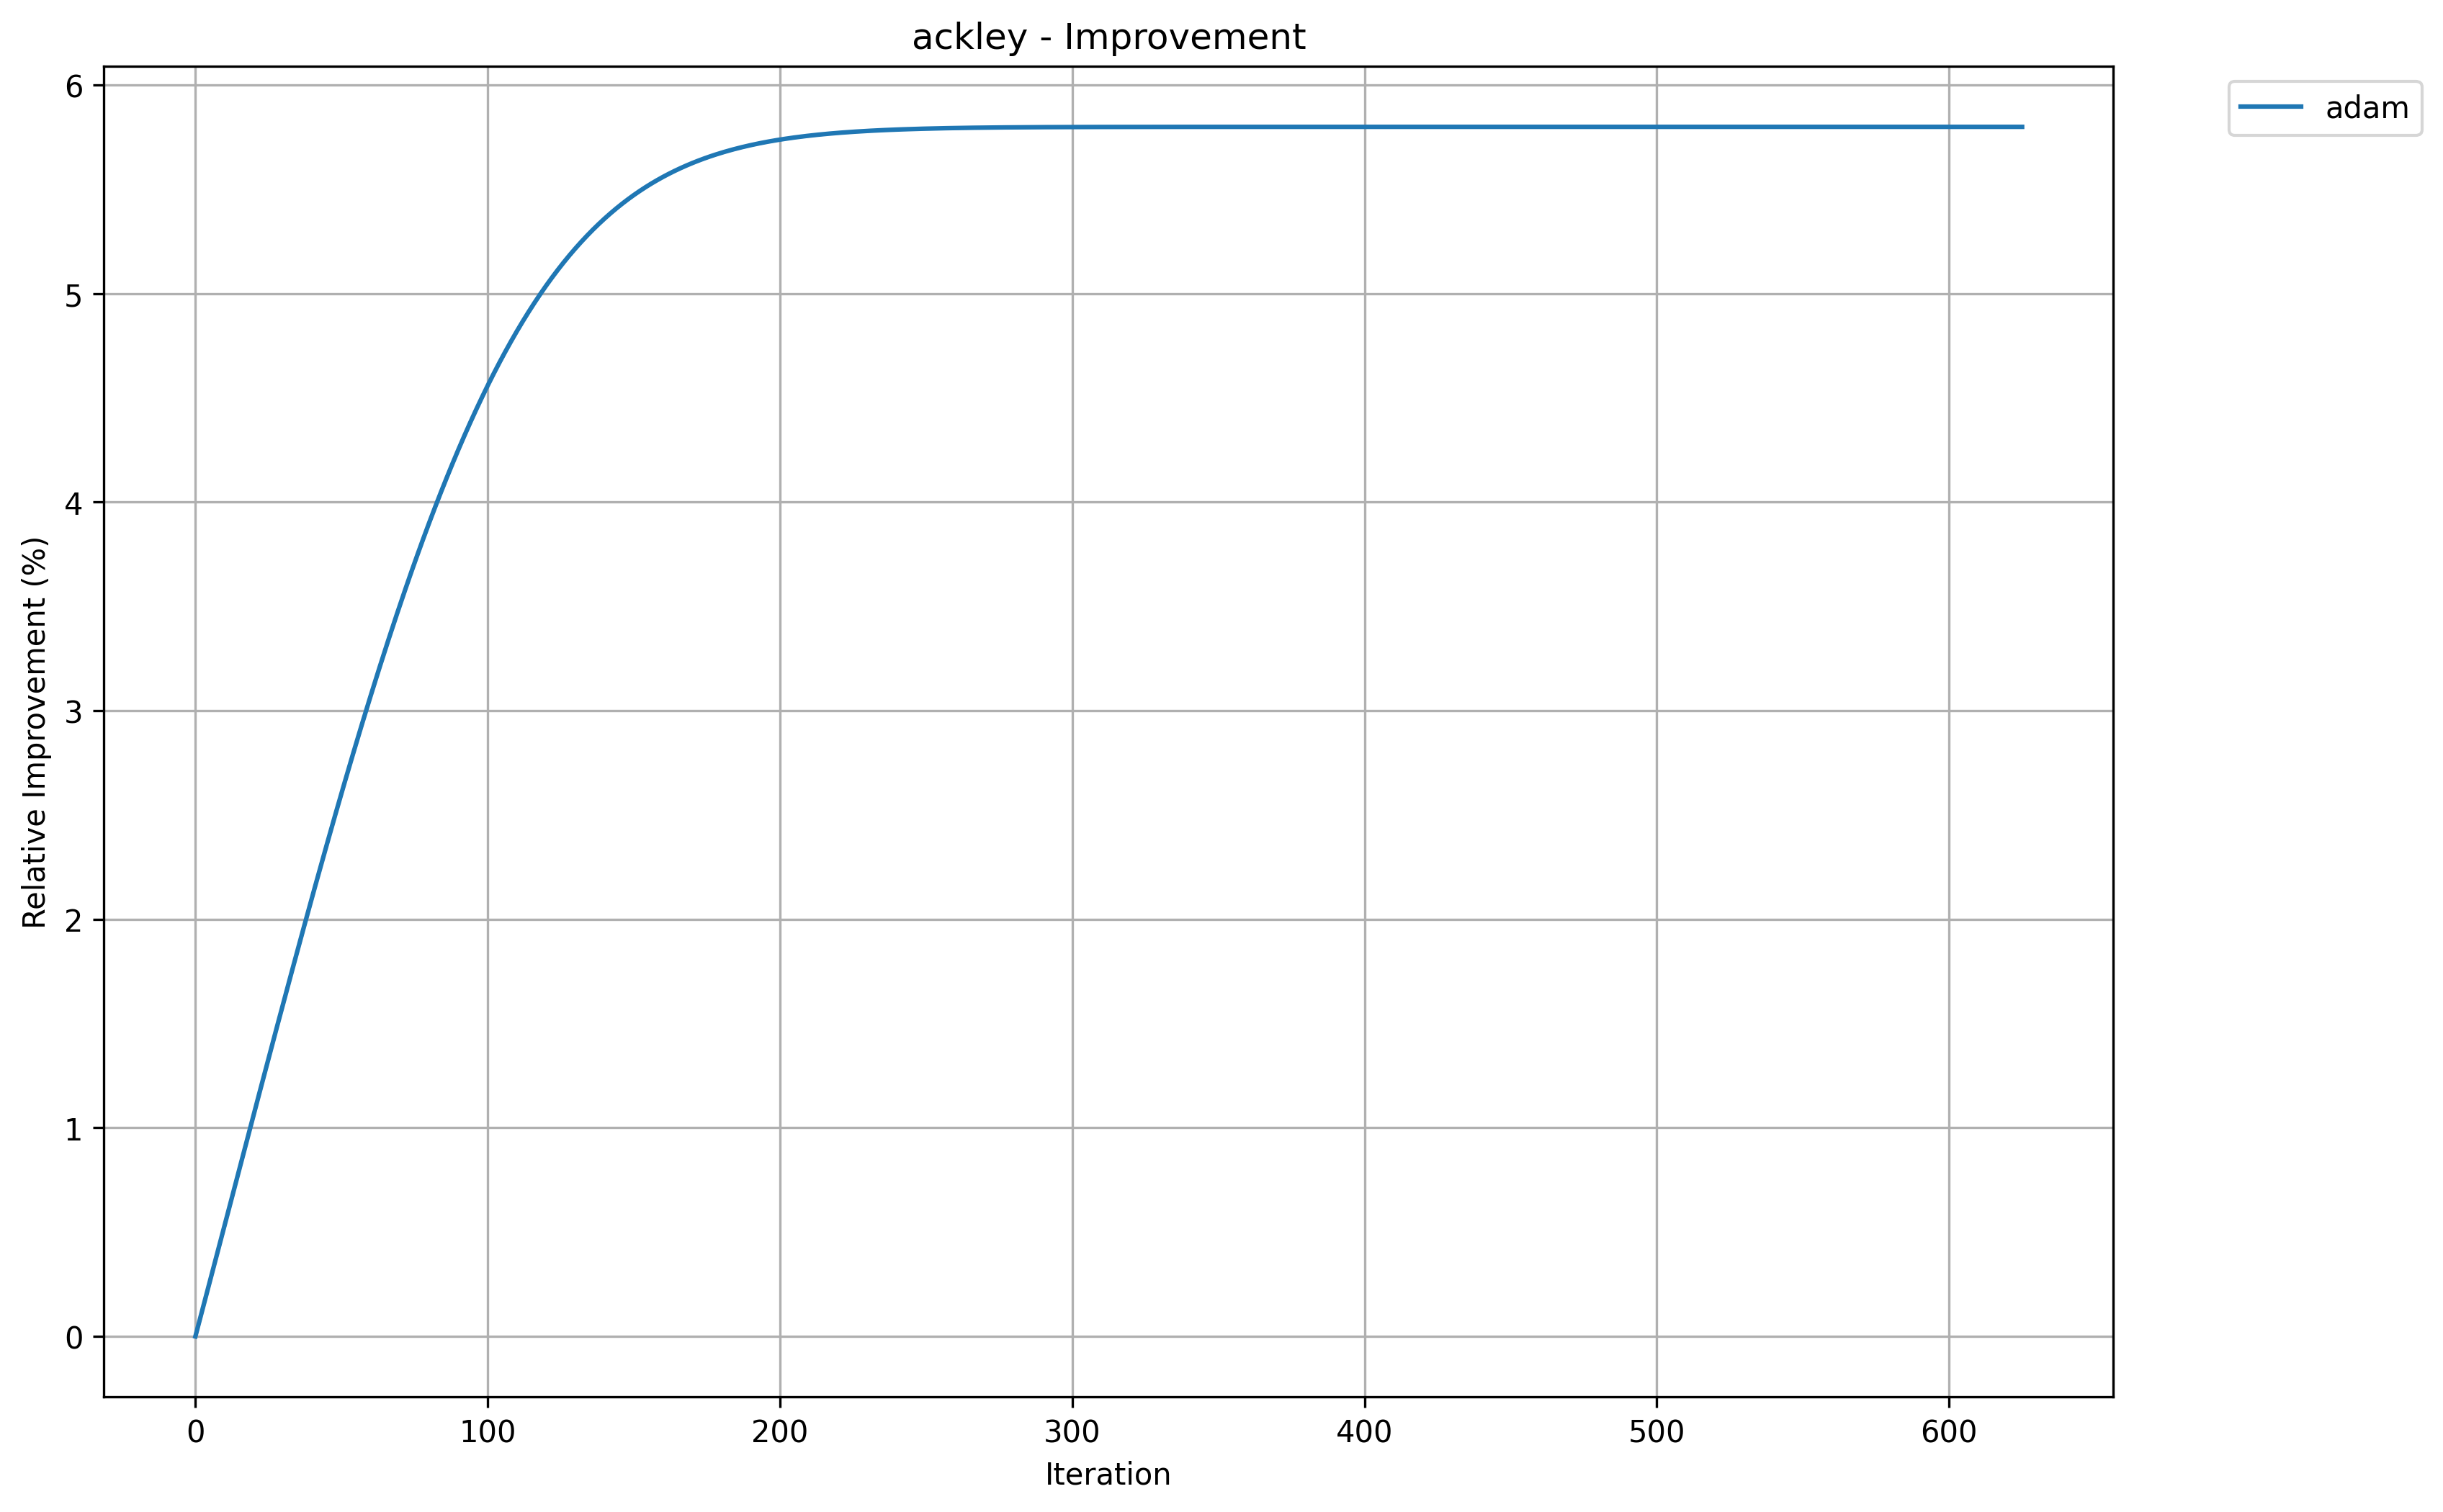 ackley - Improvement
adam
Relative Improvement (%)
6
5
4
3
2
1
0
0 100 200 300 400 500 600
Iteration